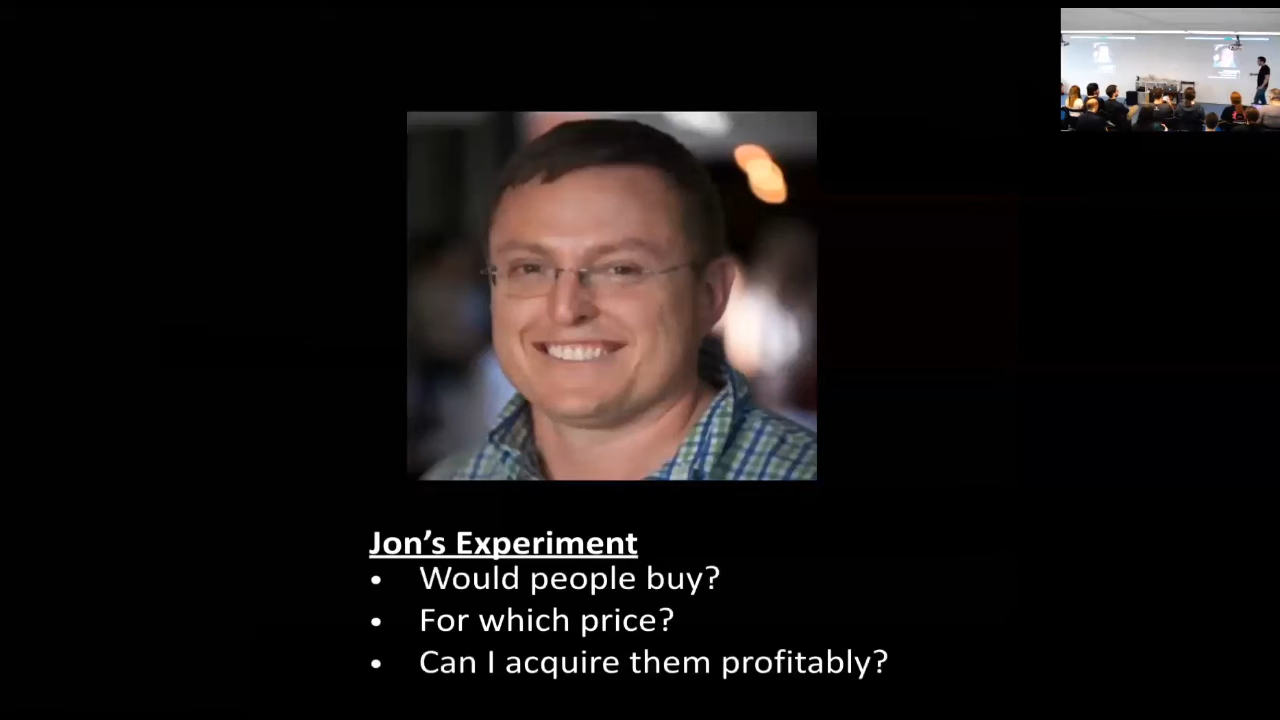 Jon’s Experiment
• Would people buy?
• For which price?
• Can I acquire them profitably?